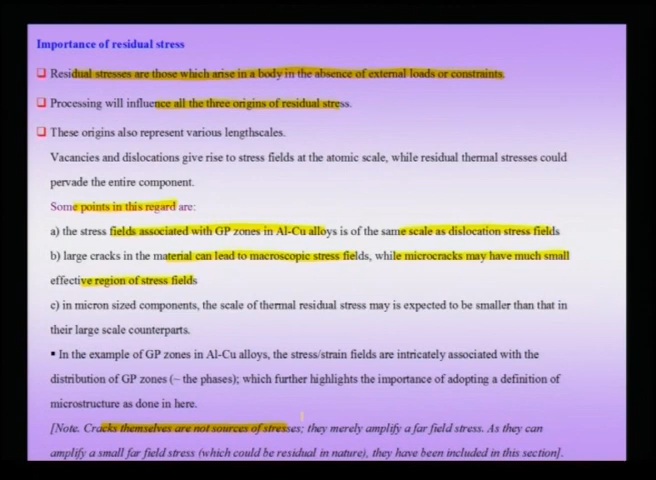 Importance of residual stress
❑ Residual stresses are those which arise in a body in the absence of external loads or constraints.
❑ Processing will influence all the three origins of residual stress.
❑ These origins also represent various lengthscales.
Vacancies and dislocations give rise to stress fields at the atomic scale, while residual thermal stresses could
pervade the entire component.
Some points in this regard are:
a) the stress fields associated with GP zones in Al-Cu alloys is of the same scale as dislocation stress fields
b) large cracks in the material can lead to macroscopic stress fields, while microcracks may have much small
effective region of stress fields
c) in micron sized components, the scale of thermal residual stress may is expected to be smaller than that in
their large scale counterparts.
▪ In the example of GP zones in Al-Cu alloys, the stress/strain fields are intricately associated with the
distribution of GP zones (~ the phases); which further highlights the importance of adopting a definition of
microstructure as done in here.
[Note. Cracks themselves are not sources of stresses; they merely amplify a far field stress. As they can
amplify a small far field stress (which could be residual in nature), they have been included in this section].